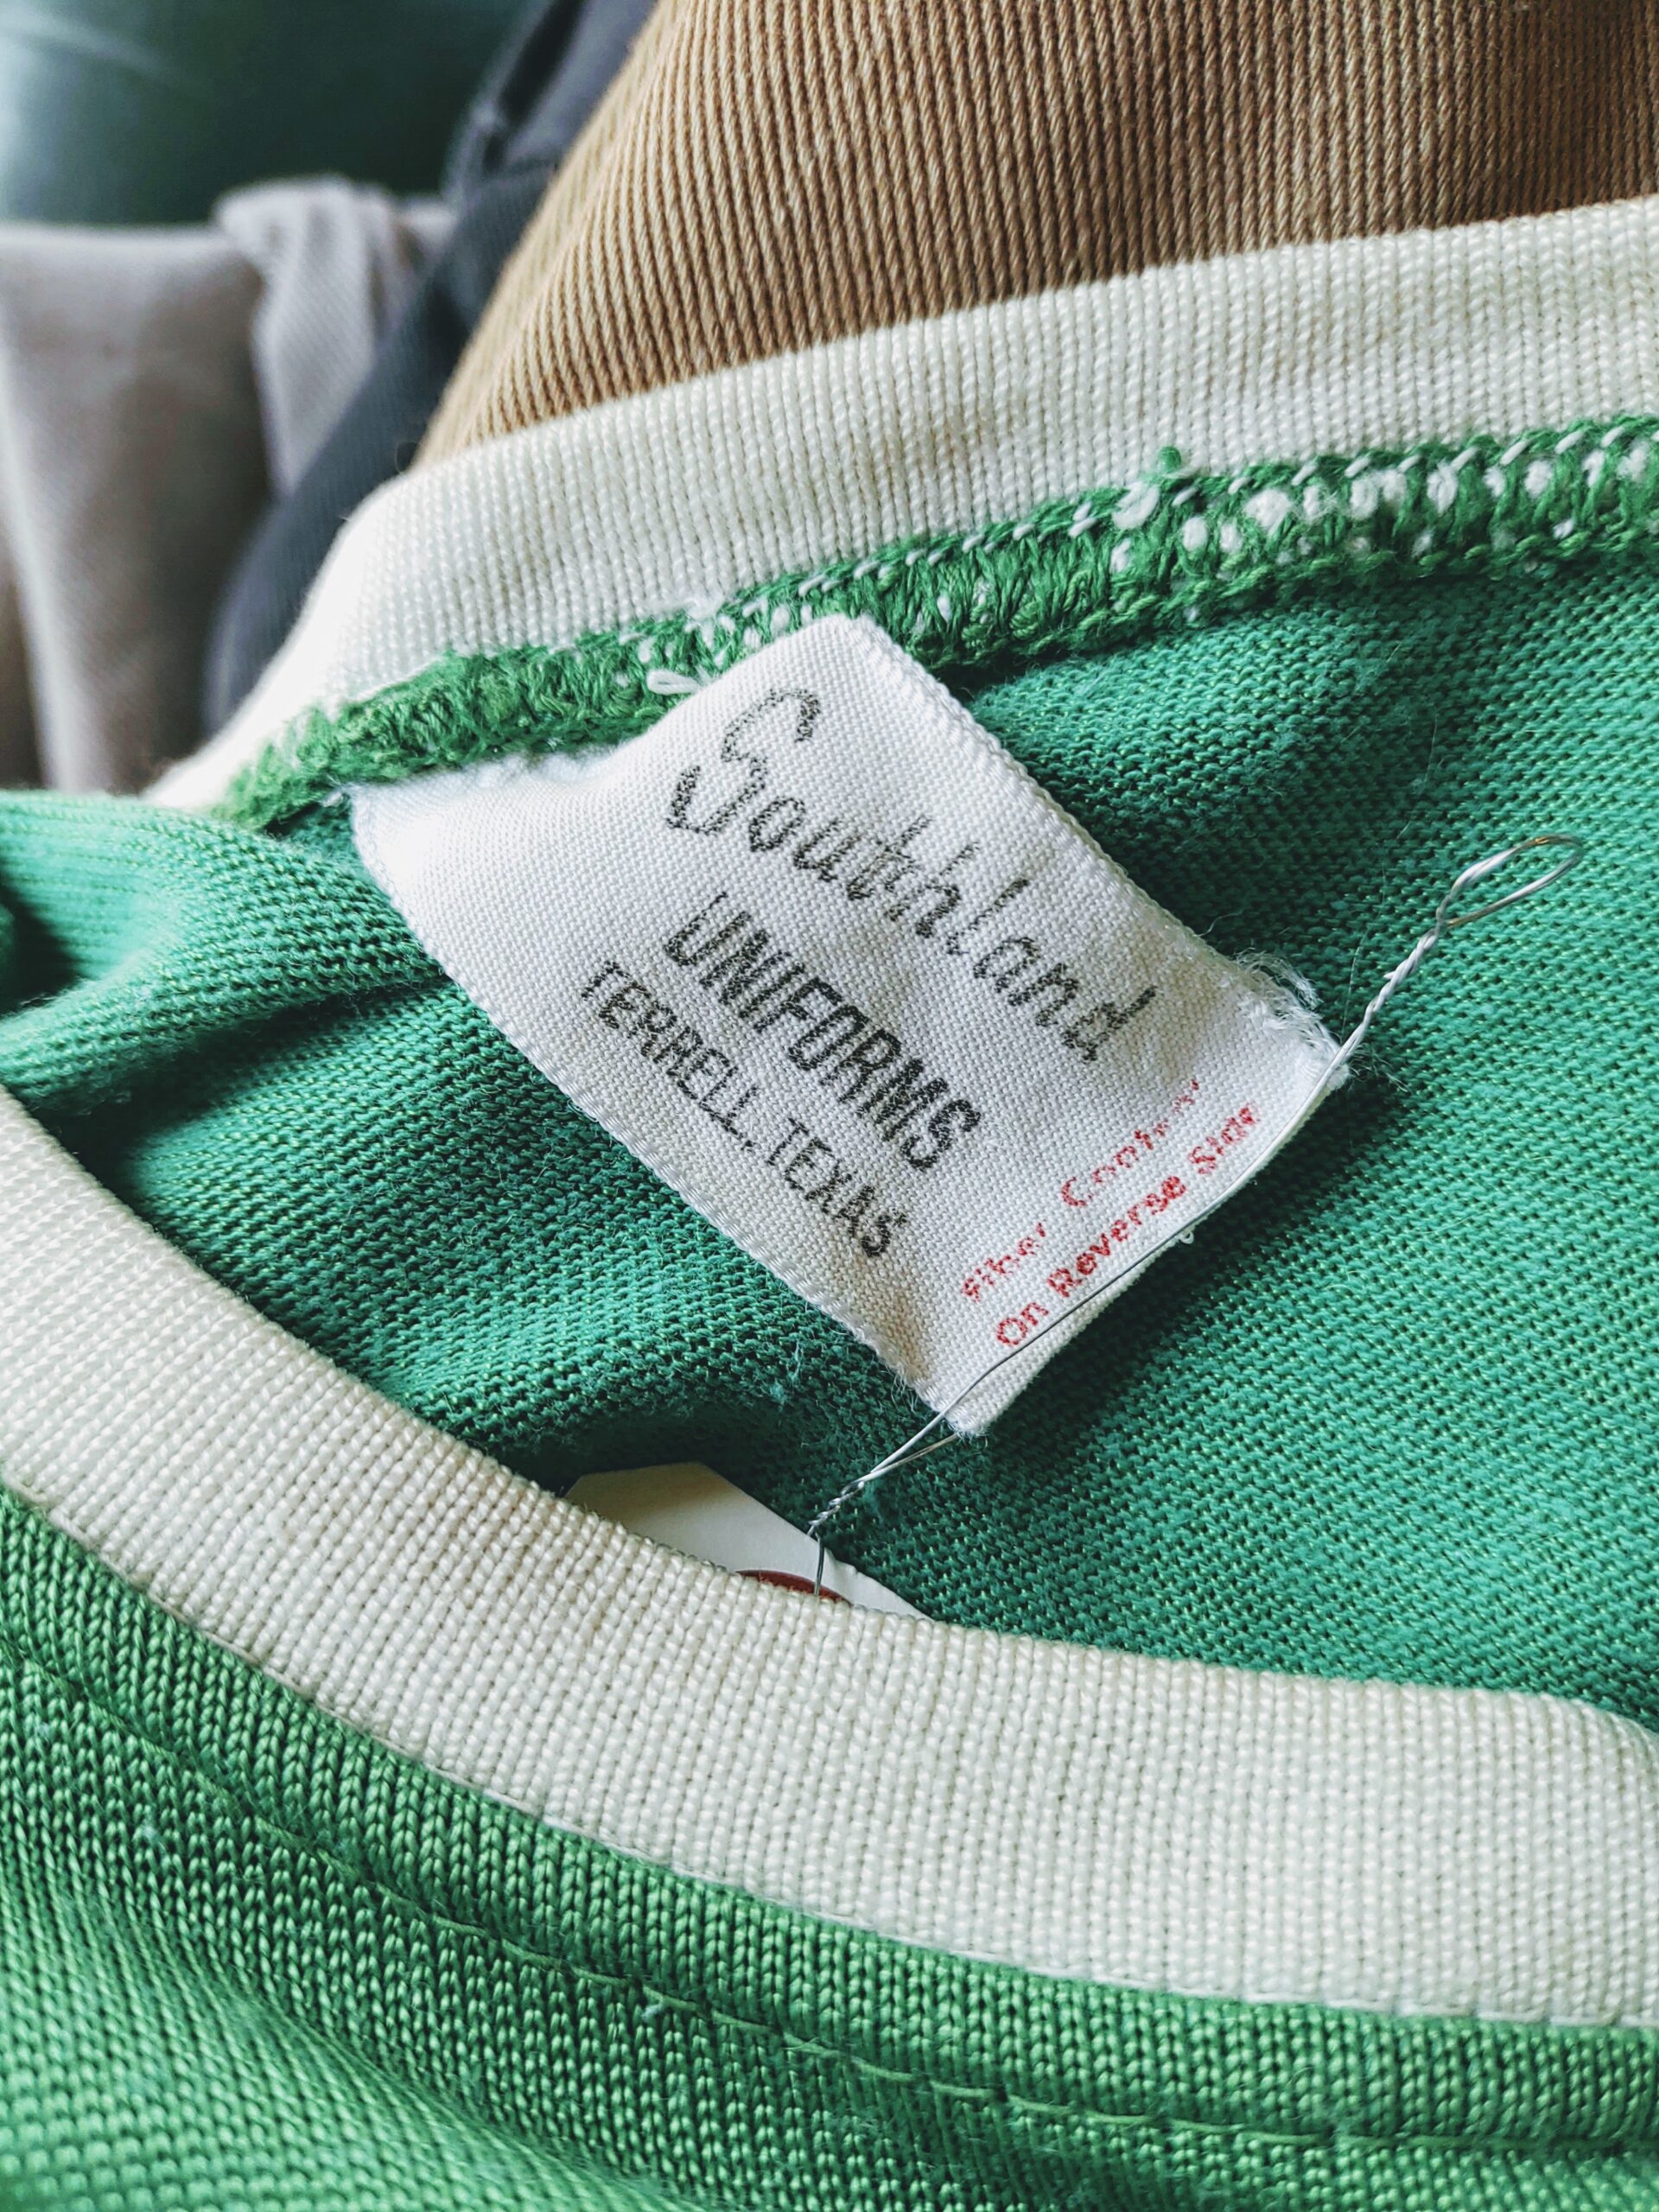 Southland
UNIFORMS
TERRELL, TEXAS
Fiber Content
On Reverse Side